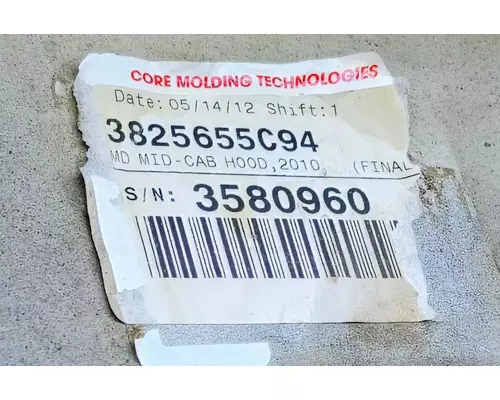 CORE MOLDING TECHNOLOGIES
Date: 05/14/12 Shift: 1
3825655C94
MD MID-CAB HOOD, 2010, (FINAL
S/N: 3580960